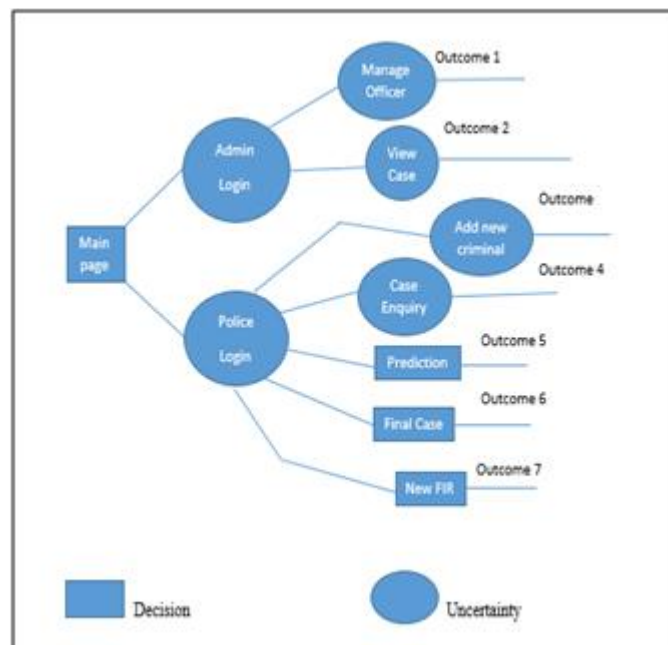 Outcome 1
Manage
Officer
Outcome 2
Admin
Login
View
Case
Outcome
Add new
criminal
Main
page
Outcome 4
Case
Enquiry
Police
Login
Outcome 5
Prediction
Outcome 6
Final Case
Outcome 7
New FIR
Decision
Uncertainty